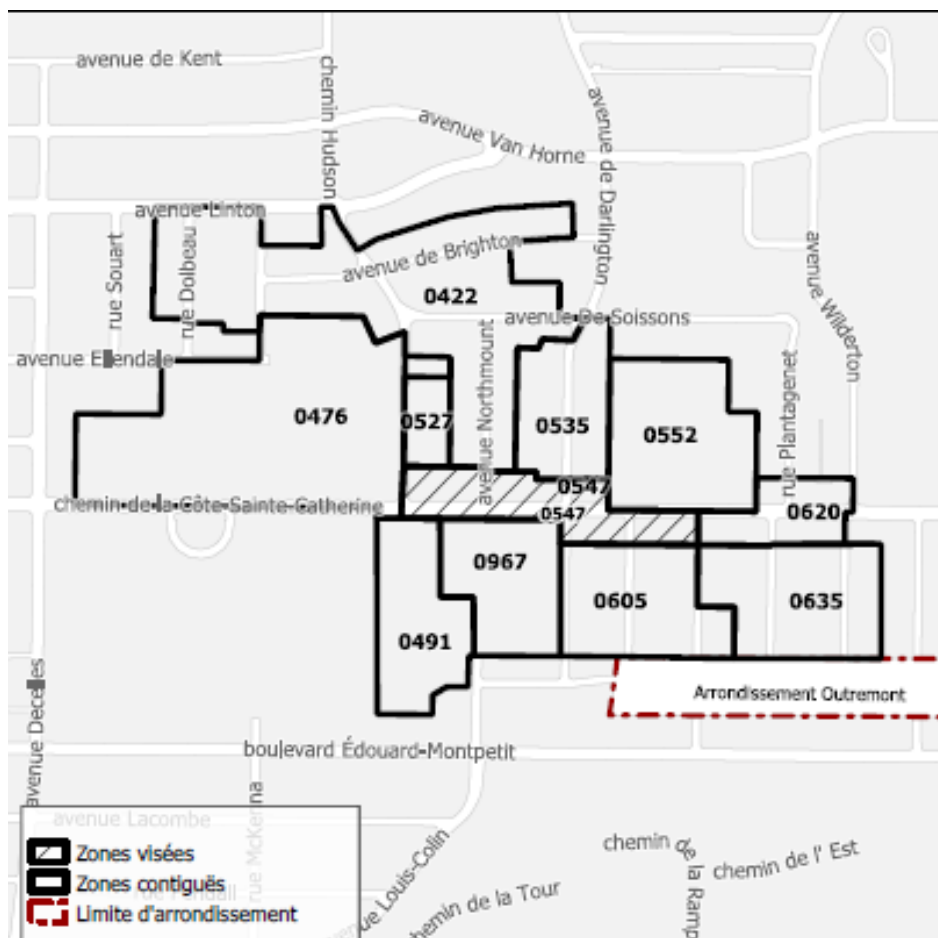 avenue de Kent
chemin Hudson
avenue Van Horne
avenue de Darlington
avenue Linton
rue Souart
rue Dolbeau
avenue de Brighton
0422
avenue De Soissons
avenue Wilderton
avenue Ellendale
avenue Northmount
rue Plantagenet
0476
0527
0535
0552
chemin de la Côte-Sainte-Catherine
0547
0547
0620
0967
0605
0635
0491
Arrondissement Outremont
avenue Decelles
boulevard Édouard-Montpetit
avenue Lacombe
rue McKenna
Zones visées
Zones contiguës
rue Fendall
Limite d'arrondissement
avenue Louis-Colin
chemin de la Tour
chemin de la Ramp
chemin de l' Est